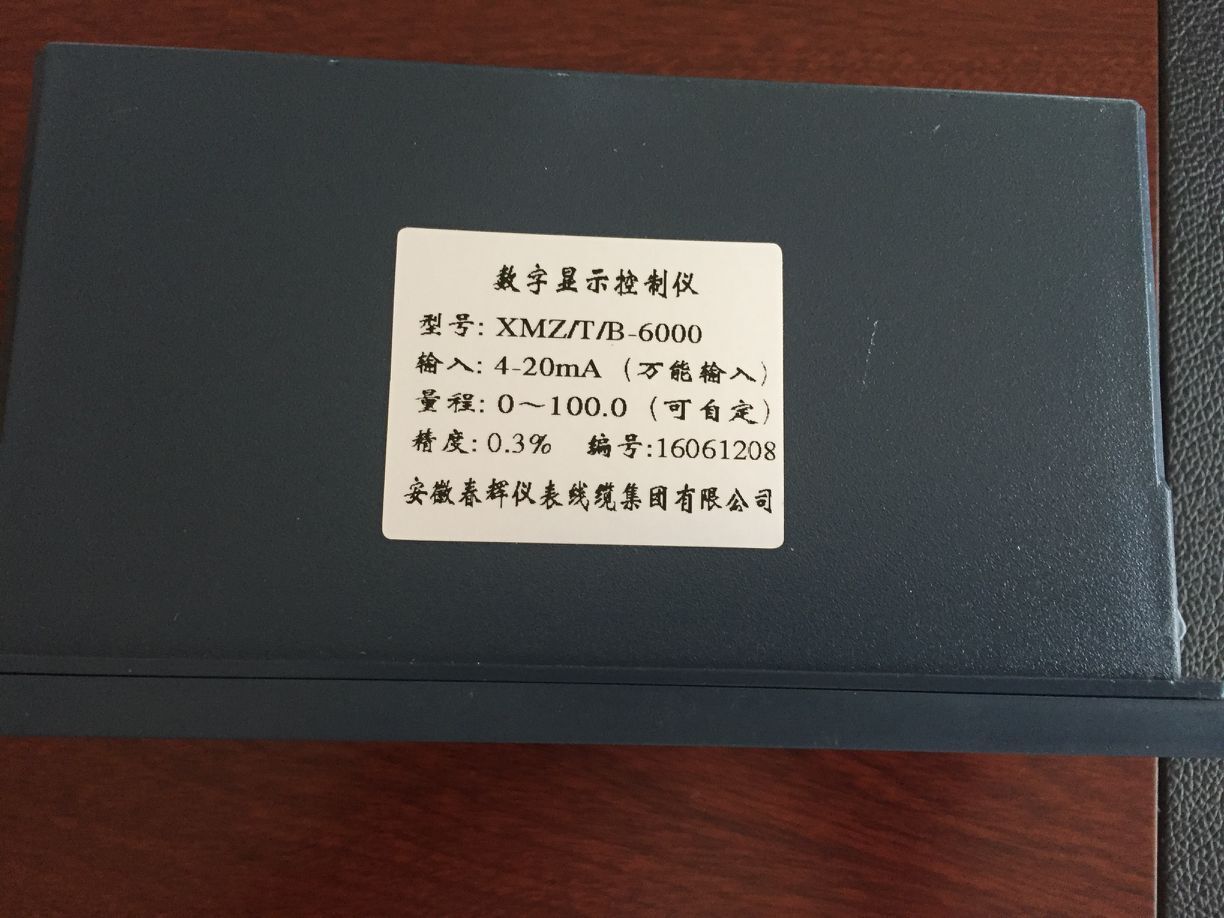 数字显示控制仪
型号: XMZ/T/B-6000
输入: 4-20mA (万能输入)
量程: 0～100.0 (可自定)
精度: 0.3% 编号:16061208
安徽春辉仪表线缆集团有限公司